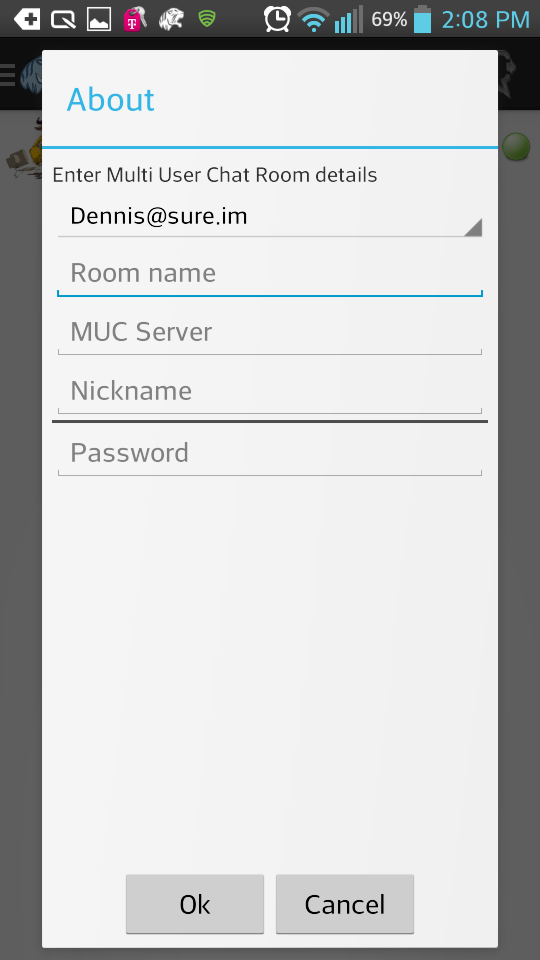 69% 2:08 PM
About
Enter Multi User Chat Room details
Dennis@sure.im
Room name
MUC Server
Nickname
Password
Ok Cancel